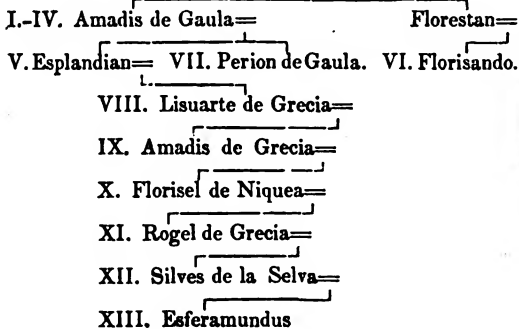 I.-IV. Amadis de Gaula= Florestan=
V. Esplandian= VII. Perion de Gaula. VI. Florisando.
VIII. Lisuarte de Grecia=
IX. Amadis de Grecia=
X. Florisel de Niquea=
XI. Rogel de Grecia=
XII. Silves de la Selva=
XIII. Esferamundus